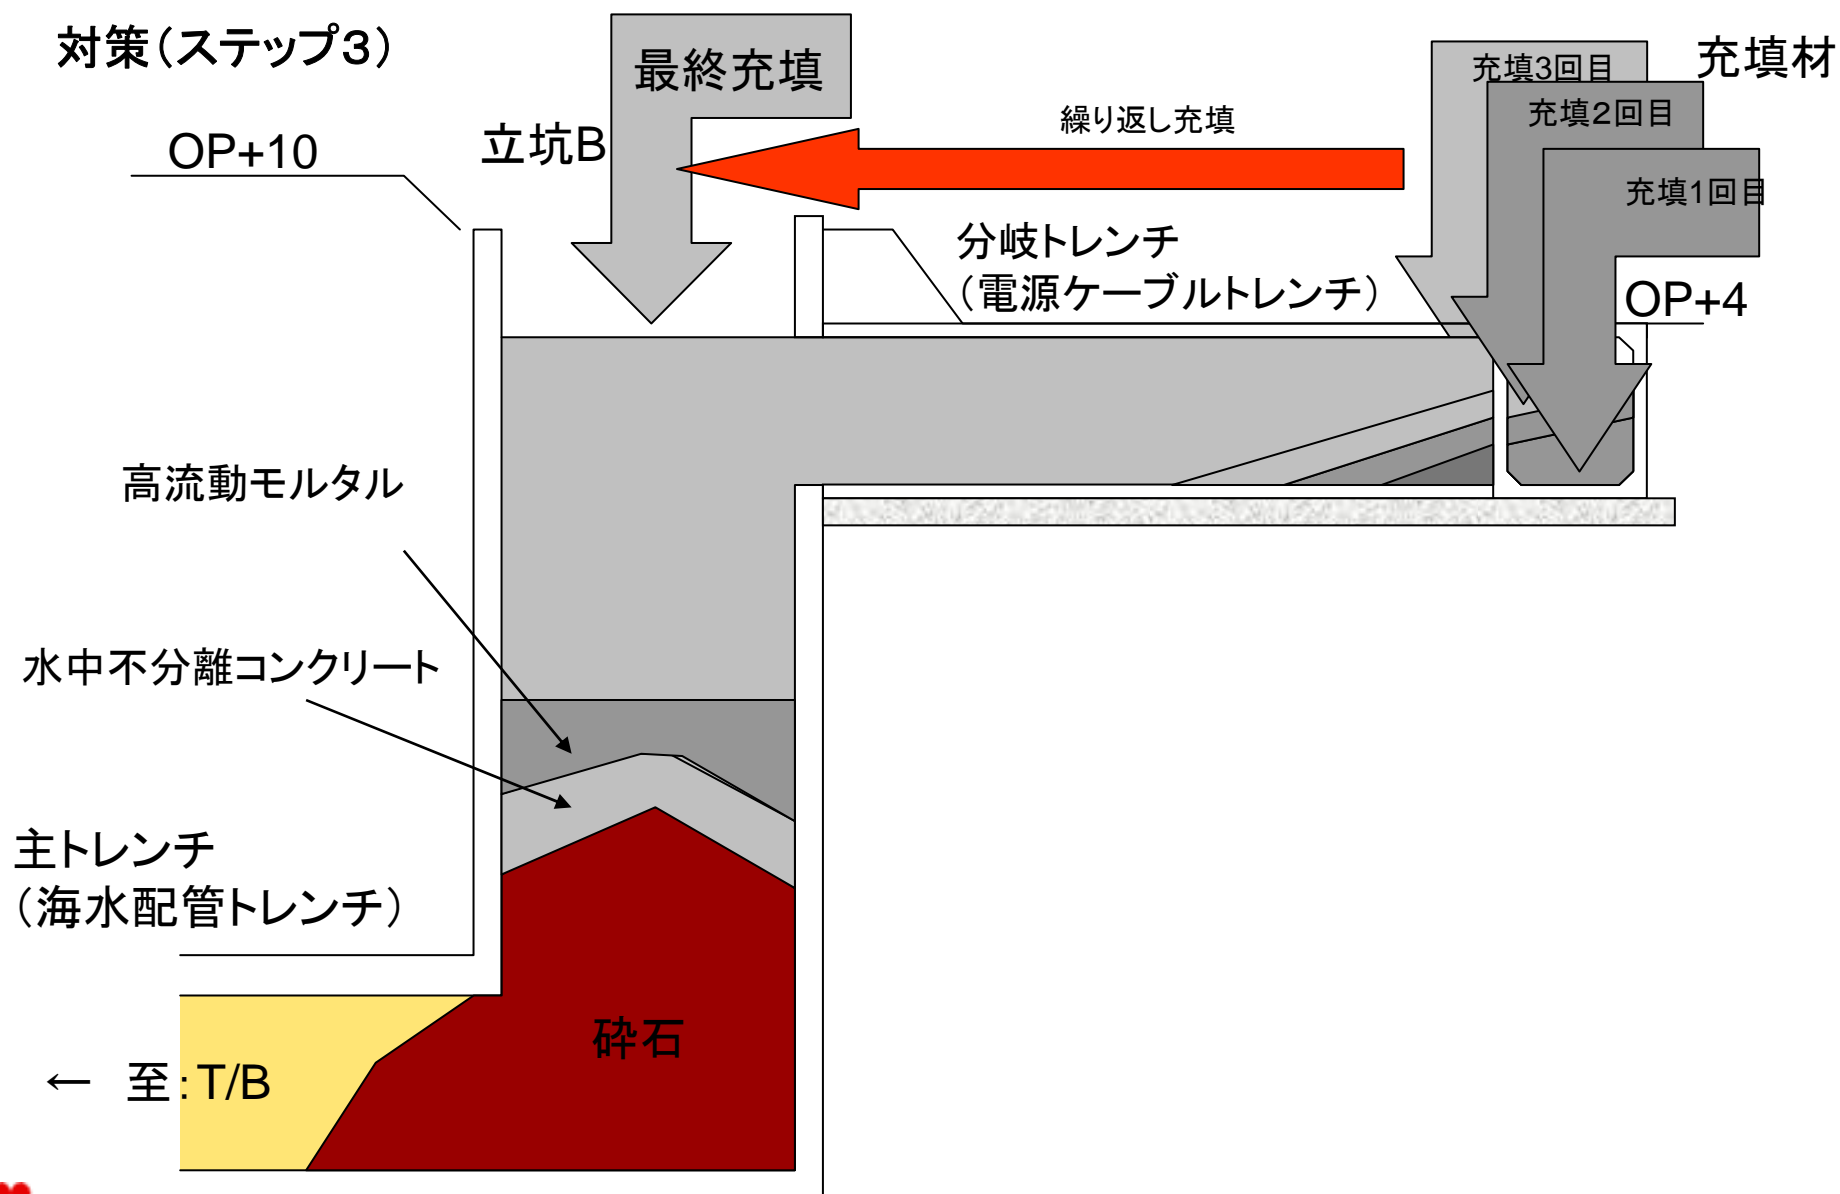 対策（ステップ３）
最終充填
充填3回目
充填材
充填2回目
繰り返し充填
立坑B
OP+10
充填1回目
分岐トレンチ
（電源ケーブルトレンチ）
OP+4
高流動モルタル
水中不分離コンクリート
主トレンチ
（海水配管トレンチ）
砕石
← 至：T/B